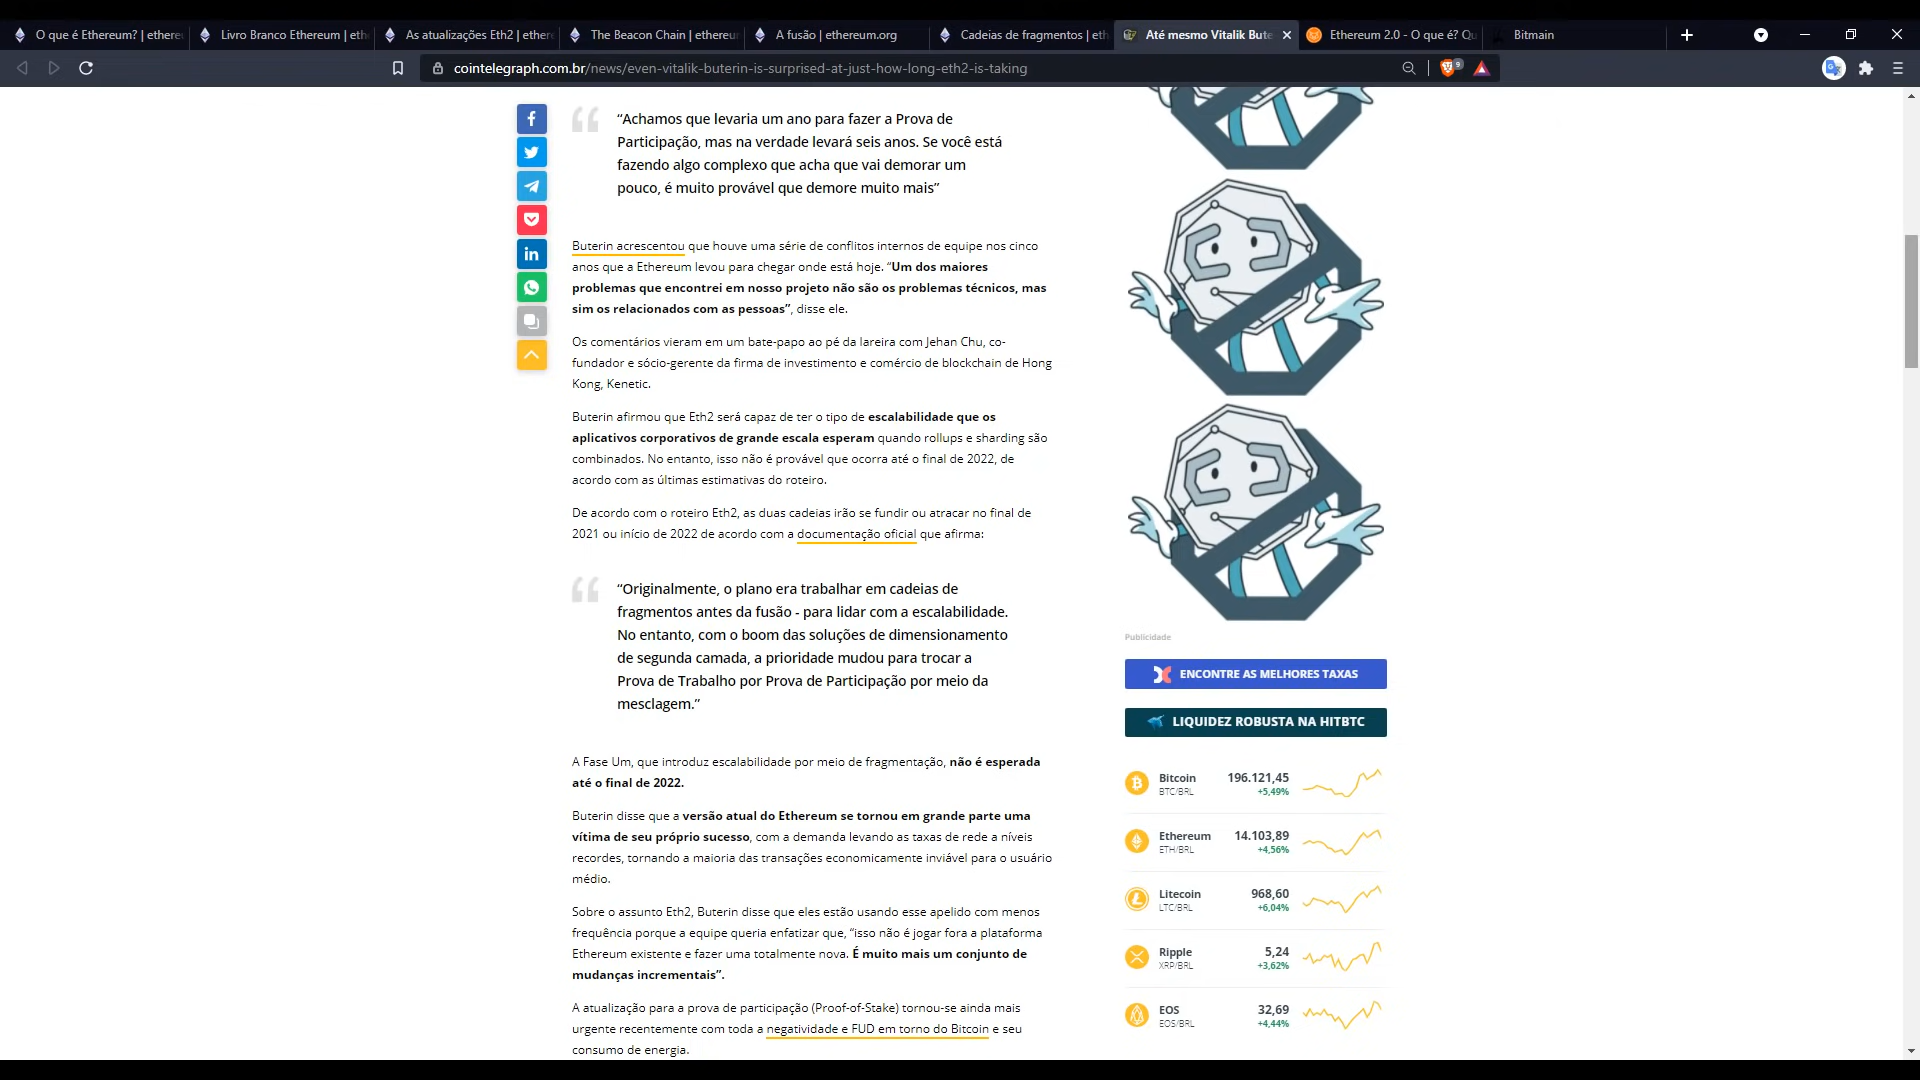 O que é Ethereum? | ethere
Livro Branco Ethereum | eth
As atualizações Eth2 | ether
The Beacon Chain | ethereum
A fusão | ethereum.org
Cadeias de fragmentos | eth
Até mesmo Vitalik Bute
Ethereum 2.0 - O que é? Qu
Bitmain
cointelegraph.com.br/news/even-vitalik-buterin-is-surprised-at-just-how-long-eth2-is-taking
9
“Achamos que levaria um ano para fazer a Prova de
Participação, mas na verdade levará seis anos. Se você está
fazendo algo complexo que acha que vai demorar um
pouco, é muito provável que demore muito mais”
Buterin acrescentou que houve uma série de conflitos internos de equipe nos cinco
anos que a Ethereum levou para chegar onde está hoje. “Um dos maiores
problemas que encontrei em nosso projeto não são os problemas técnicos, mas
sim os relacionados com as pessoas”, disse ele.
Os comentários vieram em um bate-papo ao pé da lareira com Jehan Chu, co-
fundador e sócio-gerente da firma de investimento e comércio de blockchain de Hong
Kong, Kenetic.
Buterin afirmou que Eth2 será capaz de ter o tipo de escalabilidade que os
aplicativos corporativos de grande escala esperam quando rollups e sharding são
combinados. No entanto, isso não é provável que ocorra até o final de 2022, de
acordo com as últimas estimativas do roteiro.
De acordo com o roteiro Eth2, as duas cadeias irão se fundir ou atracar no final de
2021 ou início de 2022 de acordo com a documentação oficial que afirma:
“Originalmente, o plano era trabalhar em cadeias de
fragmentos antes da fusão - para lidar com a escalabilidade.
No entanto, com o boom das soluções de dimensionamento
de segunda camada, a prioridade mudou para trocar a
Prova de Trabalho por Prova de Participação por meio da
mesclagem.”
A Fase Um, que introduz escalabilidade por meio de fragmentação, não é esperada
até o final de 2022.
Buterin disse que a versão atual do Ethereum se tornou em grande parte uma
vítima de seu próprio sucesso, com a demanda levando as taxas de rede a níveis
recordes, tornando a maioria das transações economicamente inviável para o usuário
médio.
Sobre o assunto Eth2, Buterin disse que eles estão usando esse apelido com menos
frequência porque a equipe queria enfatizar que, “isso não é jogar fora a plataforma
Ethereum existente e fazer uma totalmente nova. É muito mais um conjunto de
mudanças incrementais”.
A atualização para a prova de participação (Proof-of-Stake) tornou-se ainda mais
urgente recentemente com toda a negatividade e FUD em torno do Bitcoin e seu
consumo de energia.
Publicidade
ENCONTRE AS MELHORES TAXAS
LIQUIDEZ ROBUSTA NA HITBTC
Bitcoin 196.121,45
BTC/BRL +5,49%
Ethereum 14.103,89
ETH/BRL +4,56%
Litecoin 968,60
LTC/BRL +6,04%
Ripple 5,24
XRP/BRL +3,62%
EOS 32,69
EOS/BRL +4,44%